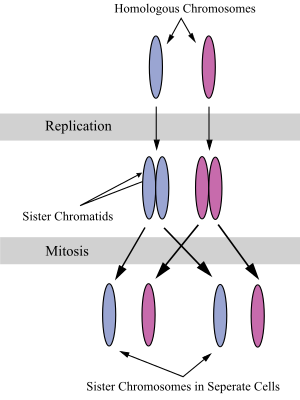 Homologous Chromosomes
Replication
Sister Chromatids
Mitosis
Sister Chromosomes in Seperate Cells